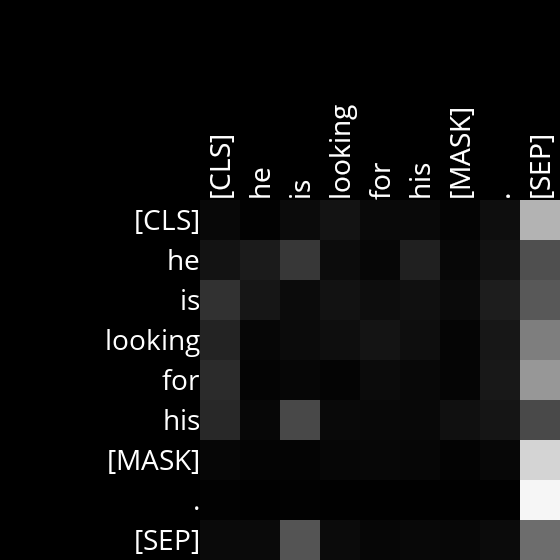 [CLS] he is looking for his [MASK] . [SEP]
[CLS]
he
is
looking
for
his
[MASK]
.
[SEP]